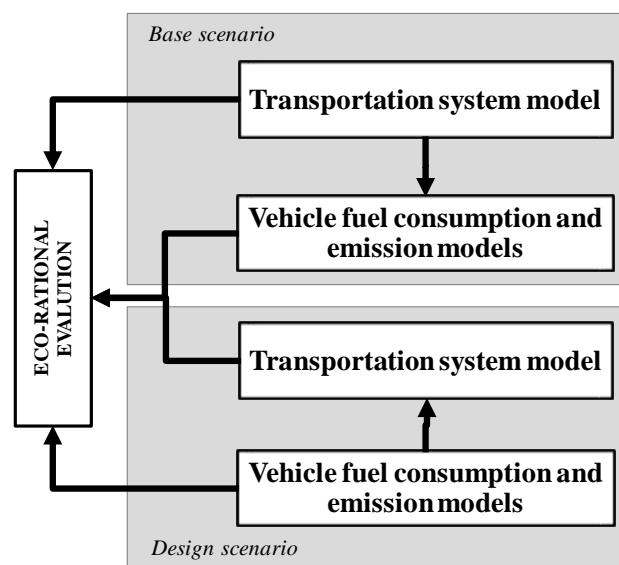 Base scenario
Transportation system model
Vehicle fuel consumption and
emission models
ECO-RATIONAL
EVALUTION
Transportation system model
Vehicle fuel consumption and
emission models
Design scenario